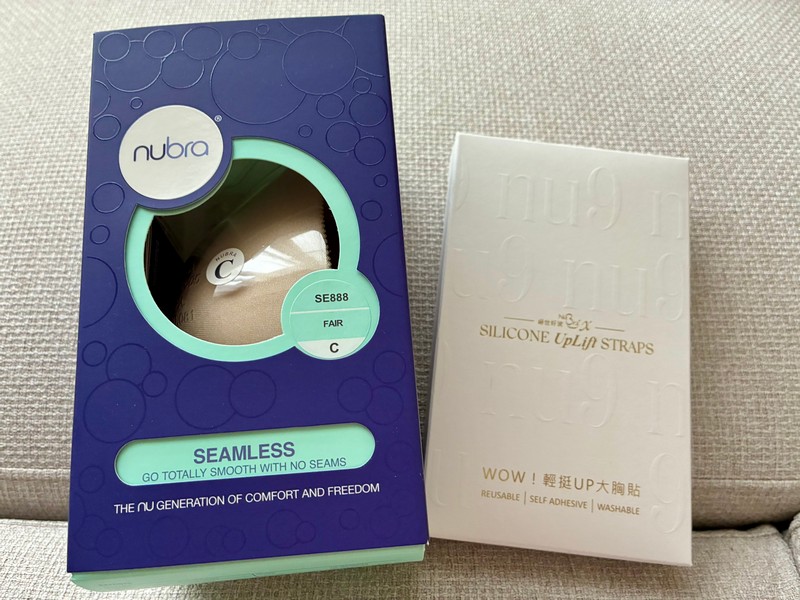 nubra®
NUBRA
C
SE888
FAIR
C
SEAMLESS
GO TOTALLY SMOOTH WITH NO SEAMS
THE nu GENERATION OF COMFORT AND FREEDOM
SILICONE UpLift STRAPS
WOW！輕挺UP大胸貼
REUSABLE | SELF ADHESIVE | WASHABLE